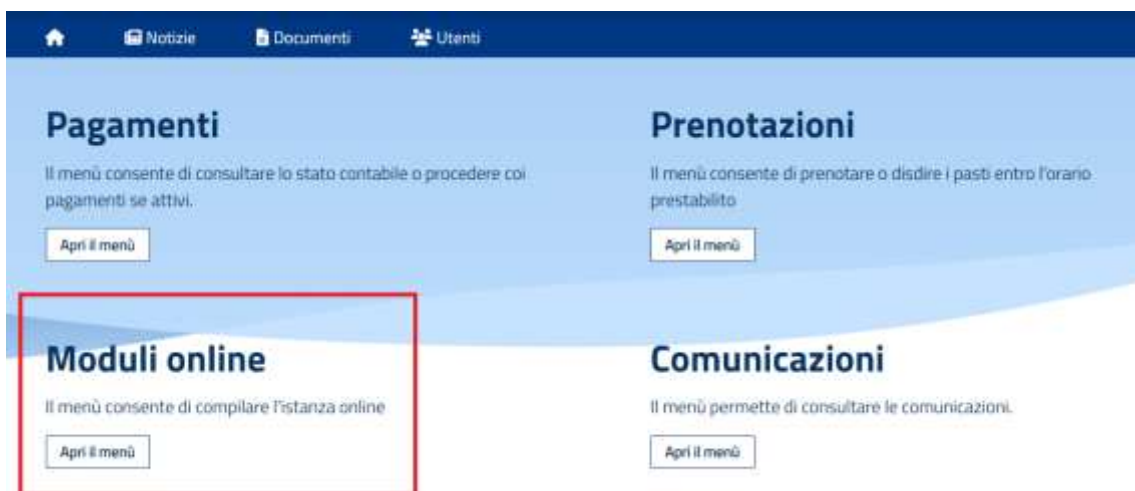 Notizie Documenti Utenti
Pagamenti
Il menù consente di consultare lo stato contabile o procedere coi
pagamenti se attivi.
Apri il menù
Prenotazioni
Il menù consente di prenotare o disdire i pasti entro l'orario
prestabilito
Apri il menù
Moduli online
Il menù consente di compilare l'istanza online
Apri il menù
Comunicazioni
Il menù permette di consultare le comunicazioni.
Apri il menù